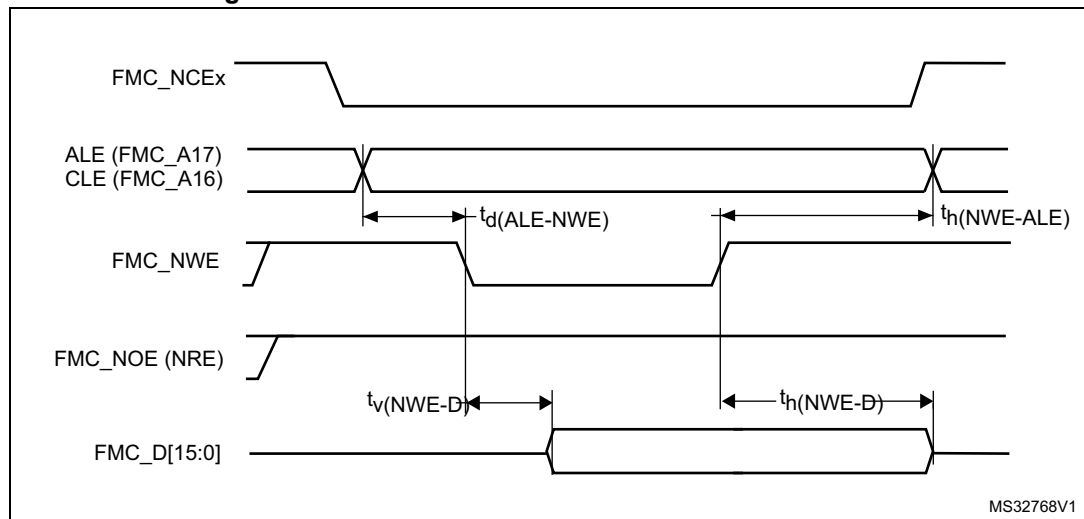 FMC_NCEx
ALE (FMC_A17)
CLE (FMC_A16)
td(ALE-NWE)
th(NWE-ALE)
FMC_NWE
FMC_NOE (NRE)
tv(NWE-D)
th(NWE-D)
FMC_D[15:0]
MS32768V1